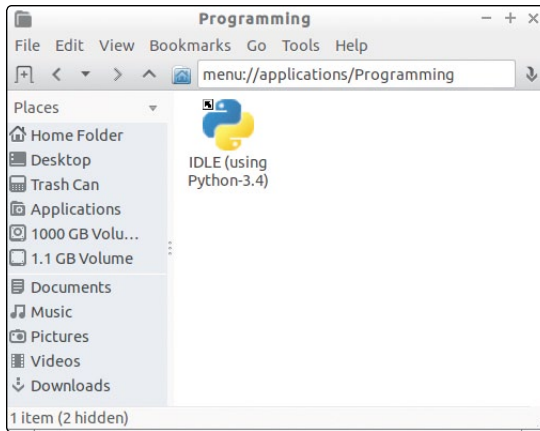 Programming
File Edit View Bookmarks Go Tools Help
menu://applications/Programming
Places
Home Folder
Desktop
Trash Can
Applications
1000 GB Volu...
1.1 GB Volume
Documents
Music
Pictures
Videos
Downloads
IDLE (using
Python-3.4)
1 item (2 hidden)